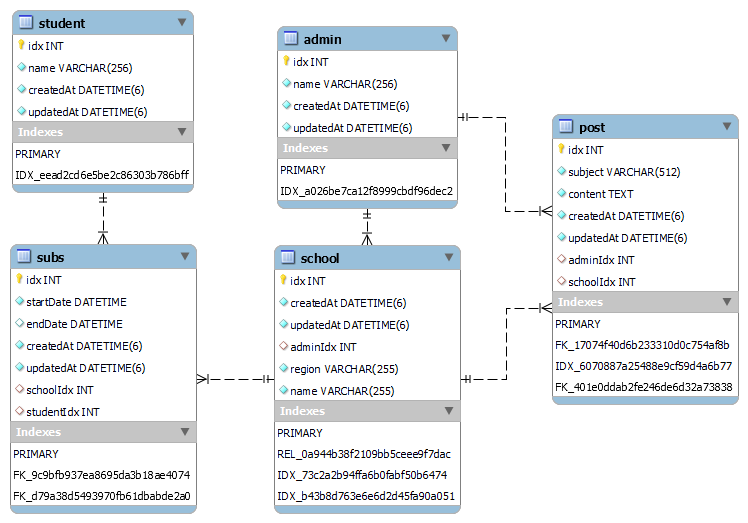 student
idx INT
name VARCHAR(256)
createdAt DATETIME(6)
updatedAt DATETIME(6)
Indexes
PRIMARY
IDX_eead2cd6e5be2c86303b786bff
admin
idx INT
name VARCHAR(256)
createdAt DATETIME(6)
updatedAt DATETIME(6)
Indexes
PRIMARY
IDX_a026be7ca12f8999cbdf96dec2
post
idx INT
subject VARCHAR(512)
content TEXT
createdAt DATETIME(6)
updatedAt DATETIME(6)
adminIdx INT
schoolIdx INT
Indexes
PRIMARY
FK_17074f40d6b233310d0c754af8b
IDX_6070887a25488e9cf59d4a6b77
FK_401e0ddab2fe246de6d32a73838
subs
idx INT
startDate DATETIME
endDate DATETIME
createdAt DATETIME(6)
updatedAt DATETIME(6)
schoolIdx INT
studentIdx INT
Indexes
PRIMARY
FK_9c9bfb937ea8695da3b18ae4074
FK_d79a38d5493970fb61dbabde2a0
school
idx INT
createdAt DATETIME(6)
updatedAt DATETIME(6)
adminIdx INT
region VARCHAR(255)
name VARCHAR(255)
Indexes
PRIMARY
REL_0a944b38f2109bb5ceee9f7dac
IDX_73c2a2b94ffa6b0fabf50b6474
IDX_b43b8d763e6e6d2d45fa90a051